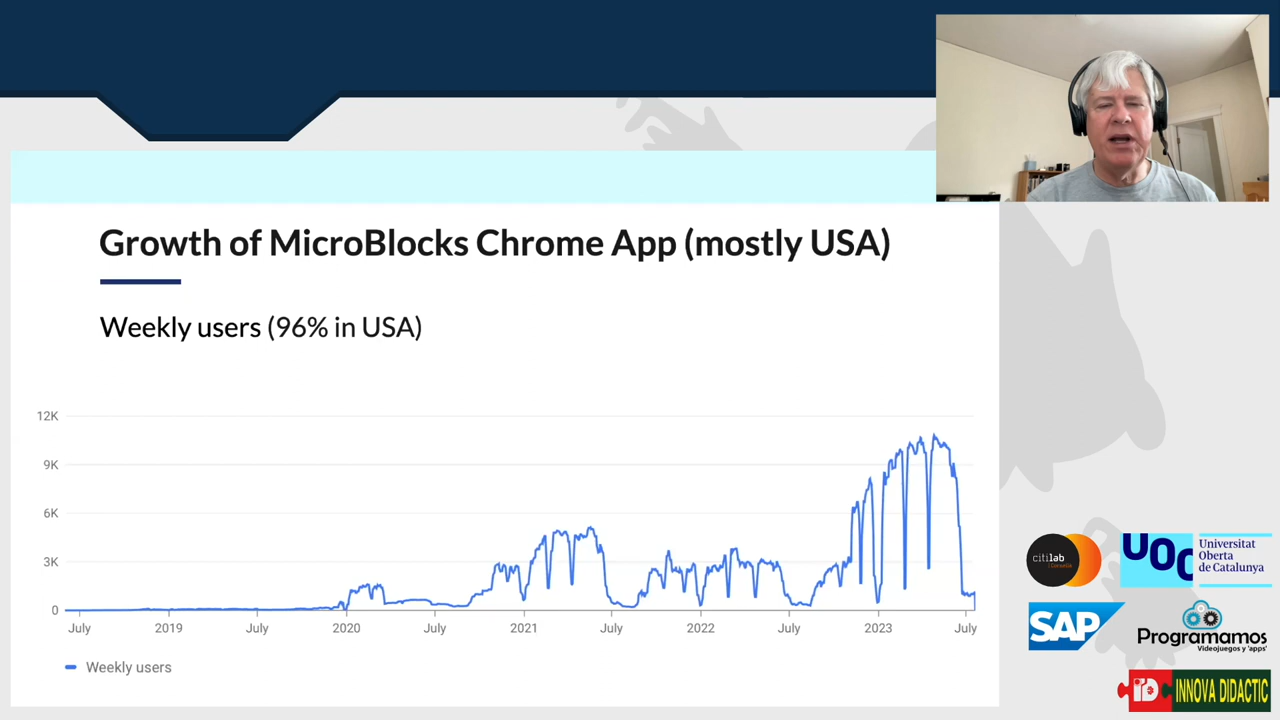 Growth of MicroBlocks Chrome App (mostly USA)
Weekly users (96% in USA)
12K
9K
6K
3K
0
July
2019
July
2020
July
2021
July
2022
July
2023
July
Weekly users
citilab
UOC
Universitat
Oberta
de Catalunya
SAP
Programamos
Videojuegos y 'apps'
iD
INNOVA DIDACTIC